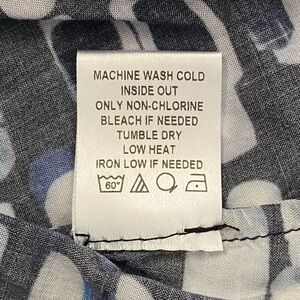 MACHINE WASH COLD
INSIDE OUT
ONLY NON-CHLORINE
BLEACH IF NEEDED
TUMBLE DRY
LOW HEAT
IRON LOW IF NEEDED
60°